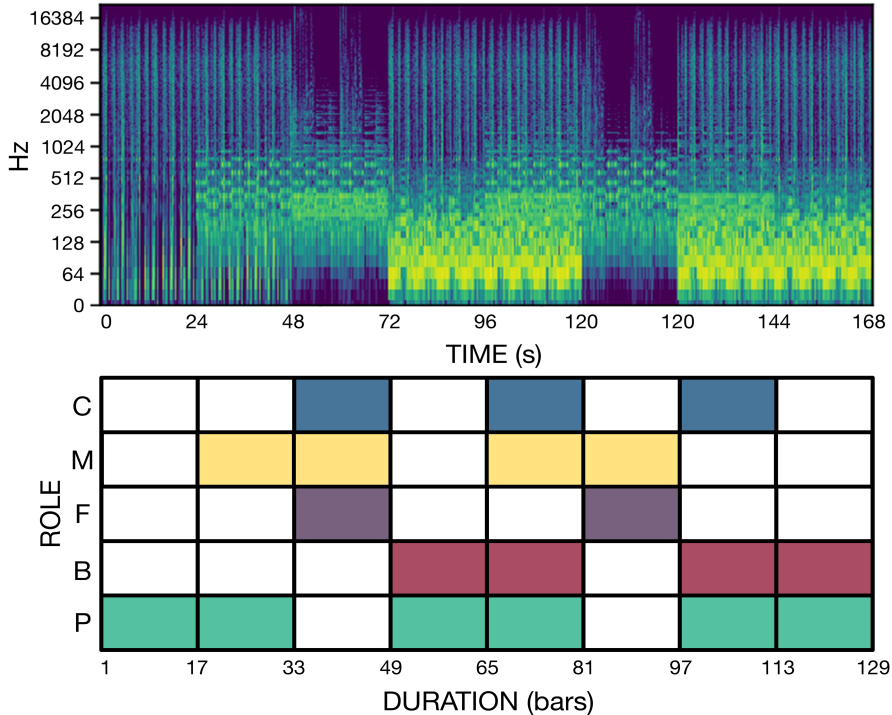 16384
8192
4096
2048
1024
512
256
128
64
0
Hz
0 24 48 72 96 120 120 144 168
TIME (s)
C
M
F
B
P
ROLE
1 17 33 49 65 81 97 113 129
DURATION (bars)